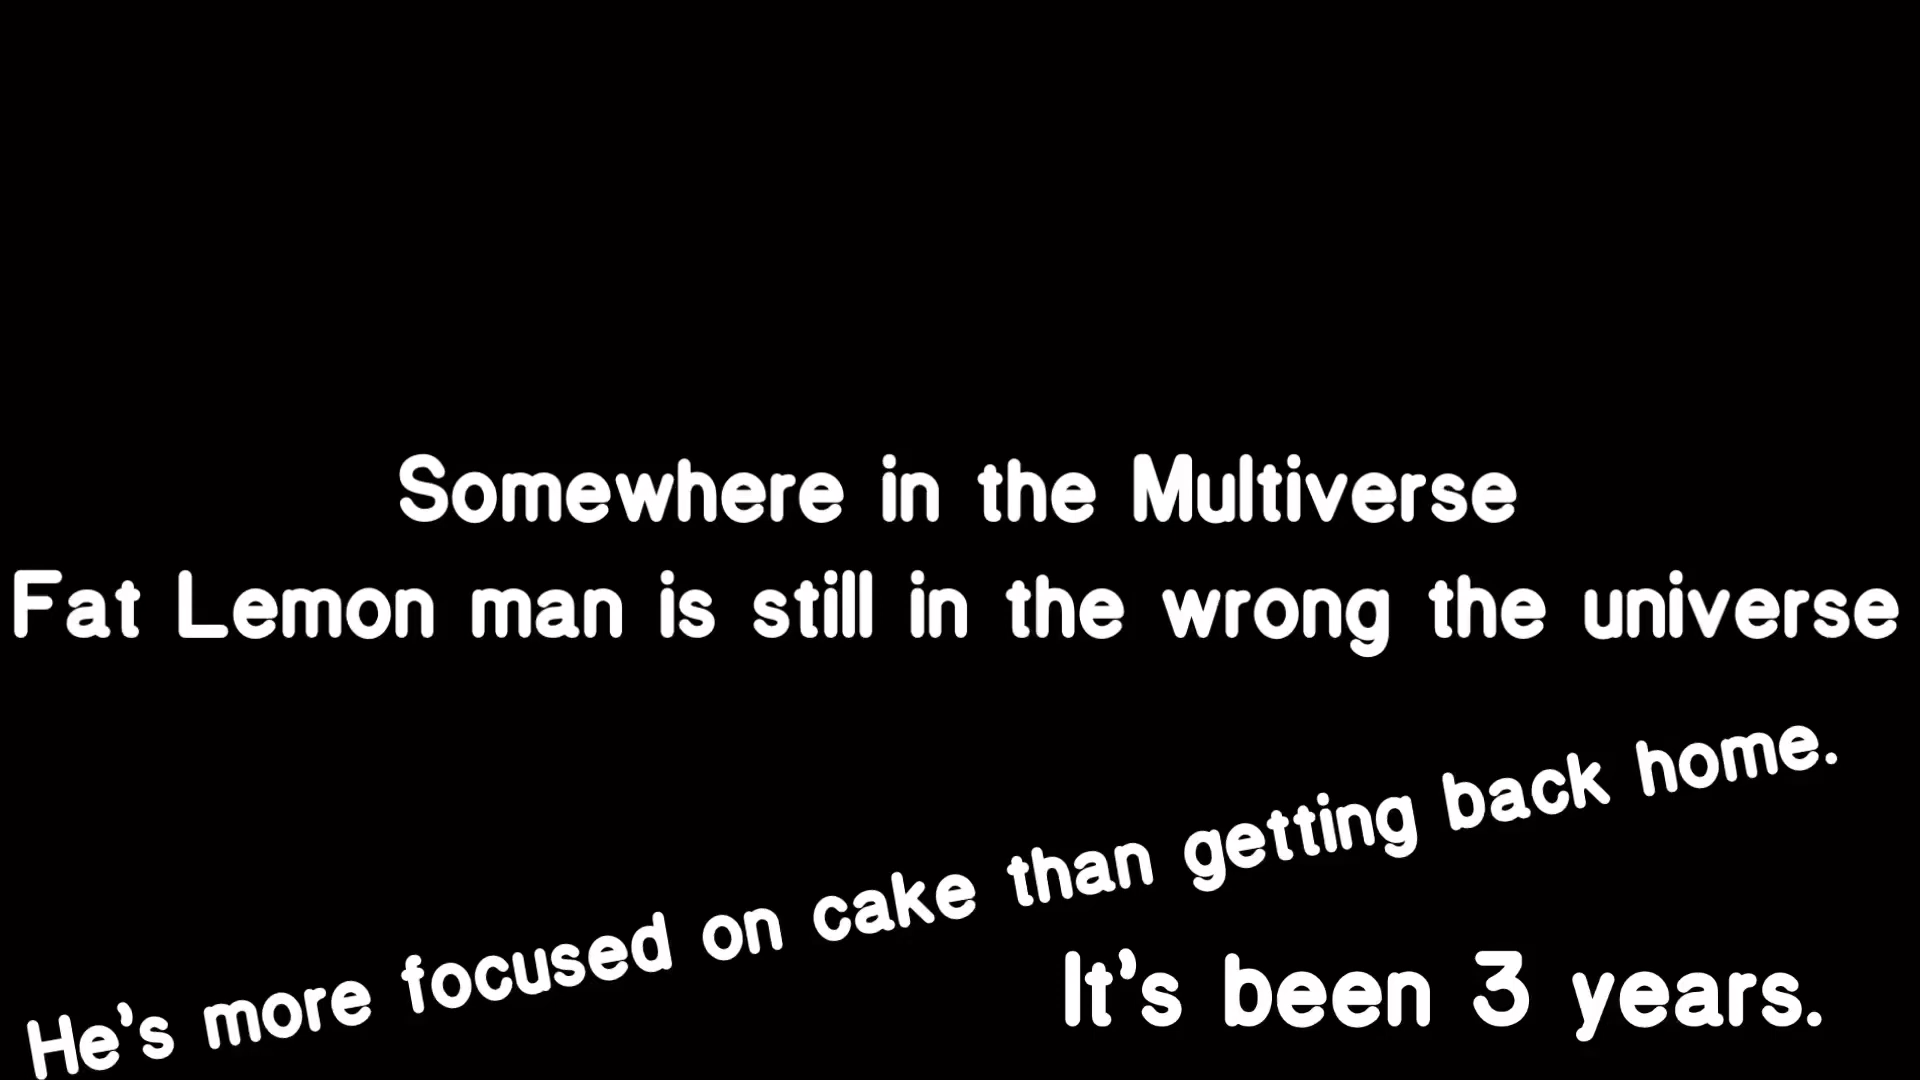 Somewhere in the Multiverse
Fat Lemon man is still in the wrong the universe
He's more focused on cake than getting back home.
It's been 3 years.